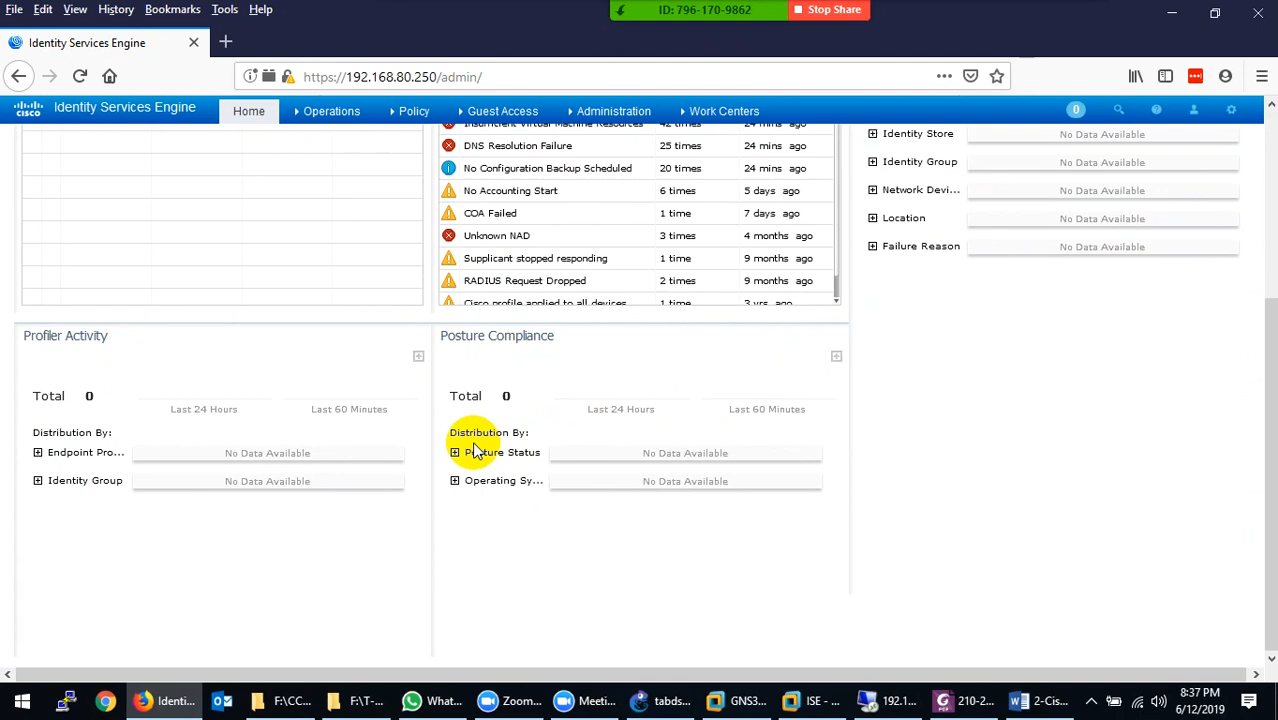 File Edit View History Bookmarks Tools Help
ID: 796-170-9862 Stop Share
Identity Services Engine
https://192.168.80.250/admin/
CISCO Identity Services Engine Home Operations Policy Guest Access Administration Work Centers 0
Insufficient Virtual Machine Resources 42 times 24 mins ago
DNS Resolution Failure 25 times 24 mins ago
No Configuration Backup Scheduled 20 times 24 mins ago
No Accounting Start 6 times 5 days ago
COA Failed 1 time 7 days ago
Unknown NAD 3 times 4 months ago
Supplicant stopped responding 1 time 9 months ago
RADIUS Request Dropped 2 times 9 months ago
Cisco profile applied to all devices 1 time 3 yrs ago
Identity Store No Data Available
Identity Group No Data Available
Network Devi... No Data Available
Location No Data Available
Failure Reason No Data Available
Profiler Activity
Total 0
Last 24 Hours Last 60 Minutes
Distribution By:
Endpoint Pro... No Data Available
Identity Group No Data Available
Posture Compliance
Total 0
Last 24 Hours Last 60 Minutes
Distribution By:
Posture Status No Data Available
Operating Sy... No Data Available
Identi... F:\CC... F:\T-... What... Zoom... Meeti... tabds... GNS3... ISE - ... 192.1... 210-2... 2-Cis...
8:37 PM
6/12/2019